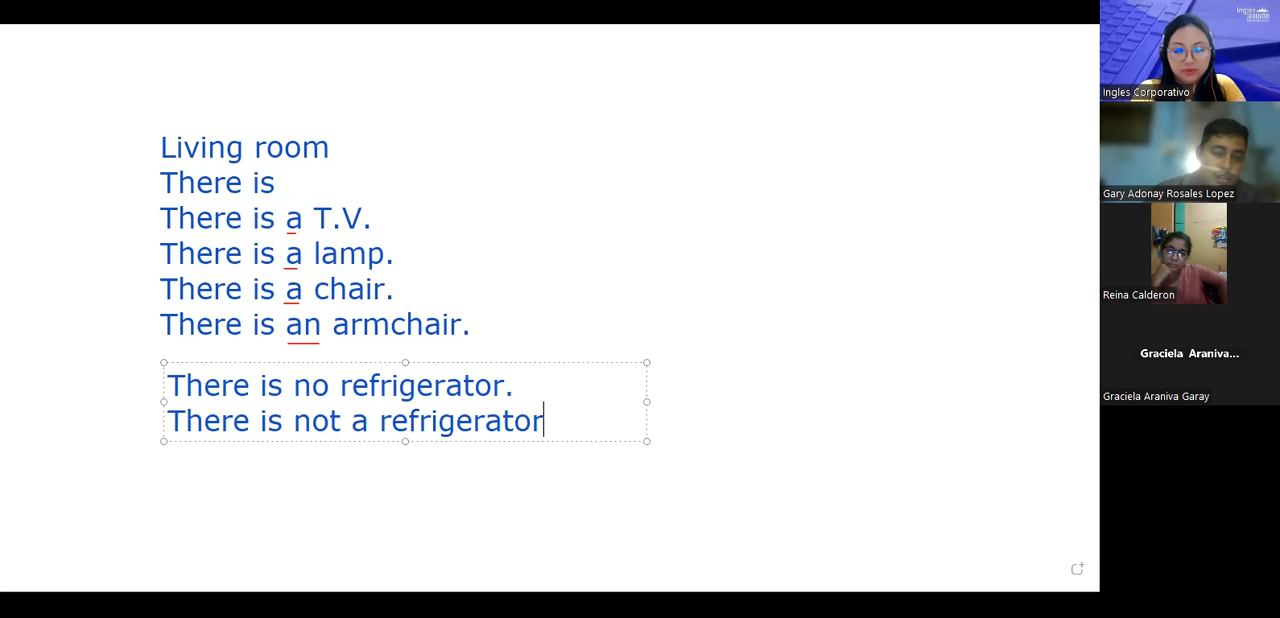 Living room
There is
There is a T.V.
There is a lamp.
There is a chair.
There is an armchair.
There is no refrigerator.
There is not a refrigerator
Ingles
Ingles Corporativo
Gary Adonay Rosales Lopez
Reina Calderon
Graciela Araniva...
Graciela Araniva Garay